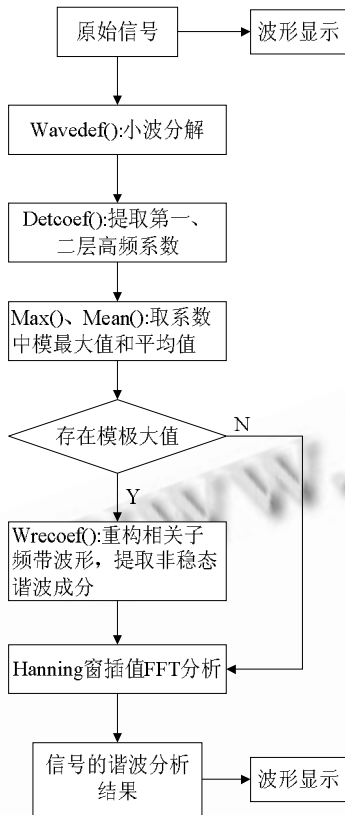 原始信号
波形显示
Wavedef():小波分解
Detcoef():提取第一、
二层高频系数
Max()、Mean():取系数
中模最大值和平均值
存在模极大值
N
Y
Wrecoef():重构相关子
频带波形，提取非稳态
谐波成分
Hanning窗插值FFT分析
信号的谐波分析
结果
波形显示